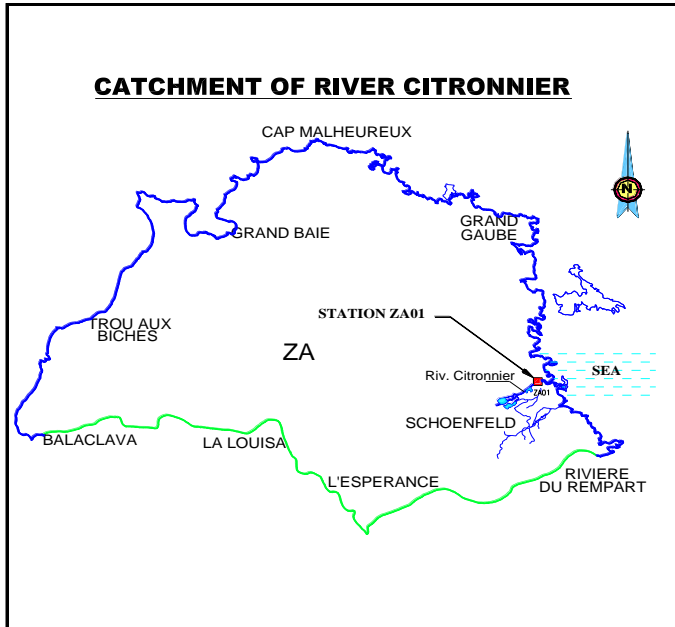 CATCHMENT OF RIVER CITRONNIER
CAP MALHEUREUX
N
GRAND BAIE
GRAND
GAUBE
STATION ZA01
TROU AUX
BICHES
ZA
SEA
Riv. Citronnier
ZA01
SCHOENFELD
BALACLAVA
LA LOUISA
L'ESPERANCE
RIVIERE
DU REMPART